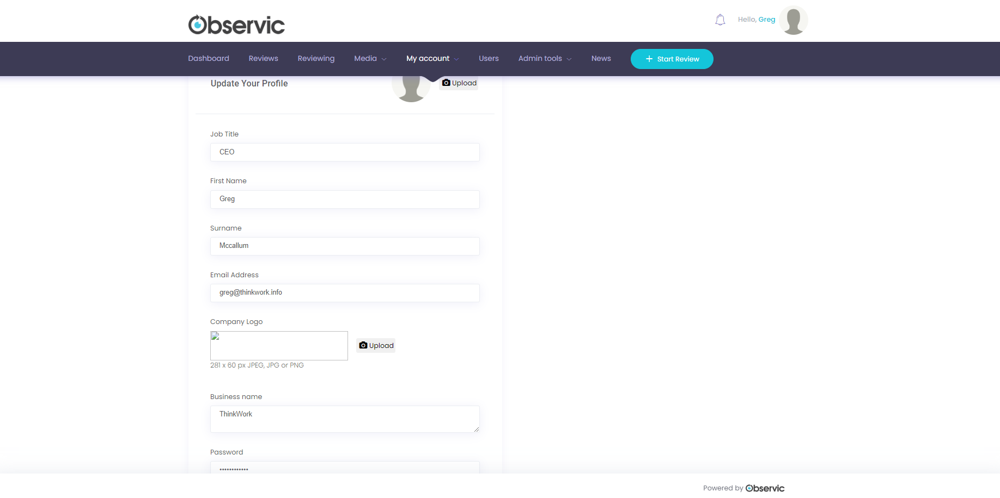 Observic
Hello, Greg
Dashboard Reviews Reviewing Media My account Users Admin tools News + Start Review
Update Your Profile
Upload
Job Title
CEO
First Name
Greg
Surname
Mccallum
Email Address
greg@thinkwork.info
Company Logo
Upload
281 x 60 px JPEG, JPG or PNG
Business name
ThinkWork
Password
••••••••••••
Powered by Observic